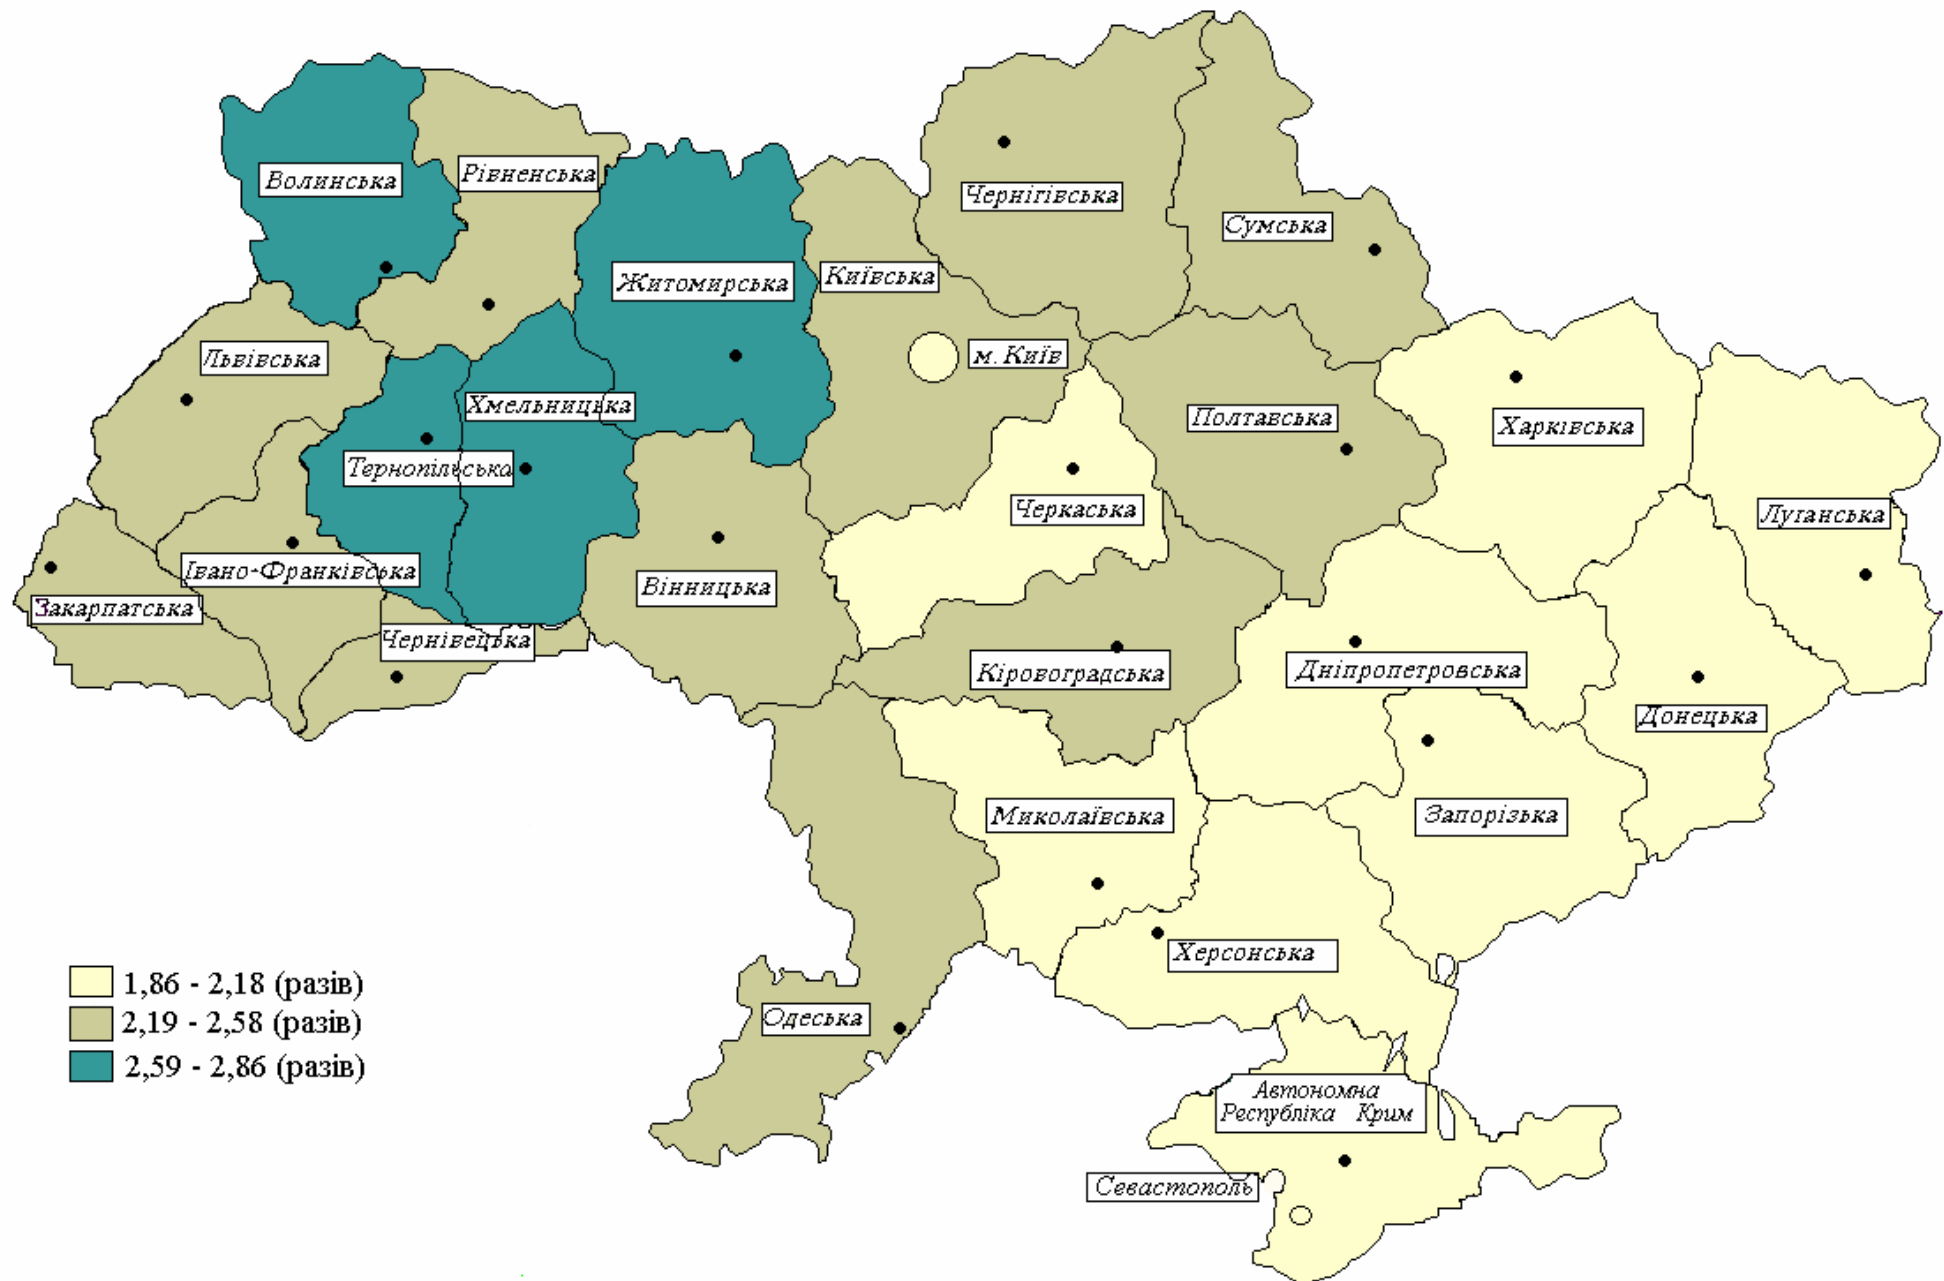 Волинська
Рівненська
Чернігівська
Сумська
Житомирська
Київська
м. Київ
Львівська
Хмельницька
Полтавська
Харківська
Тернопільська
Черкаська
Луганська
Івано-Франківська
Вінницька
Закарпатська
Чернівецька
Кіровоградська
Дніпропетровська
Донецька
Миколаївська
Запорізька
Херсонська
1,86 - 2,18 (разів)
2,19 - 2,58 (разів)
2,59 - 2,86 (разів)
Одеська
Автономна
Республіка Крим
Севастополь